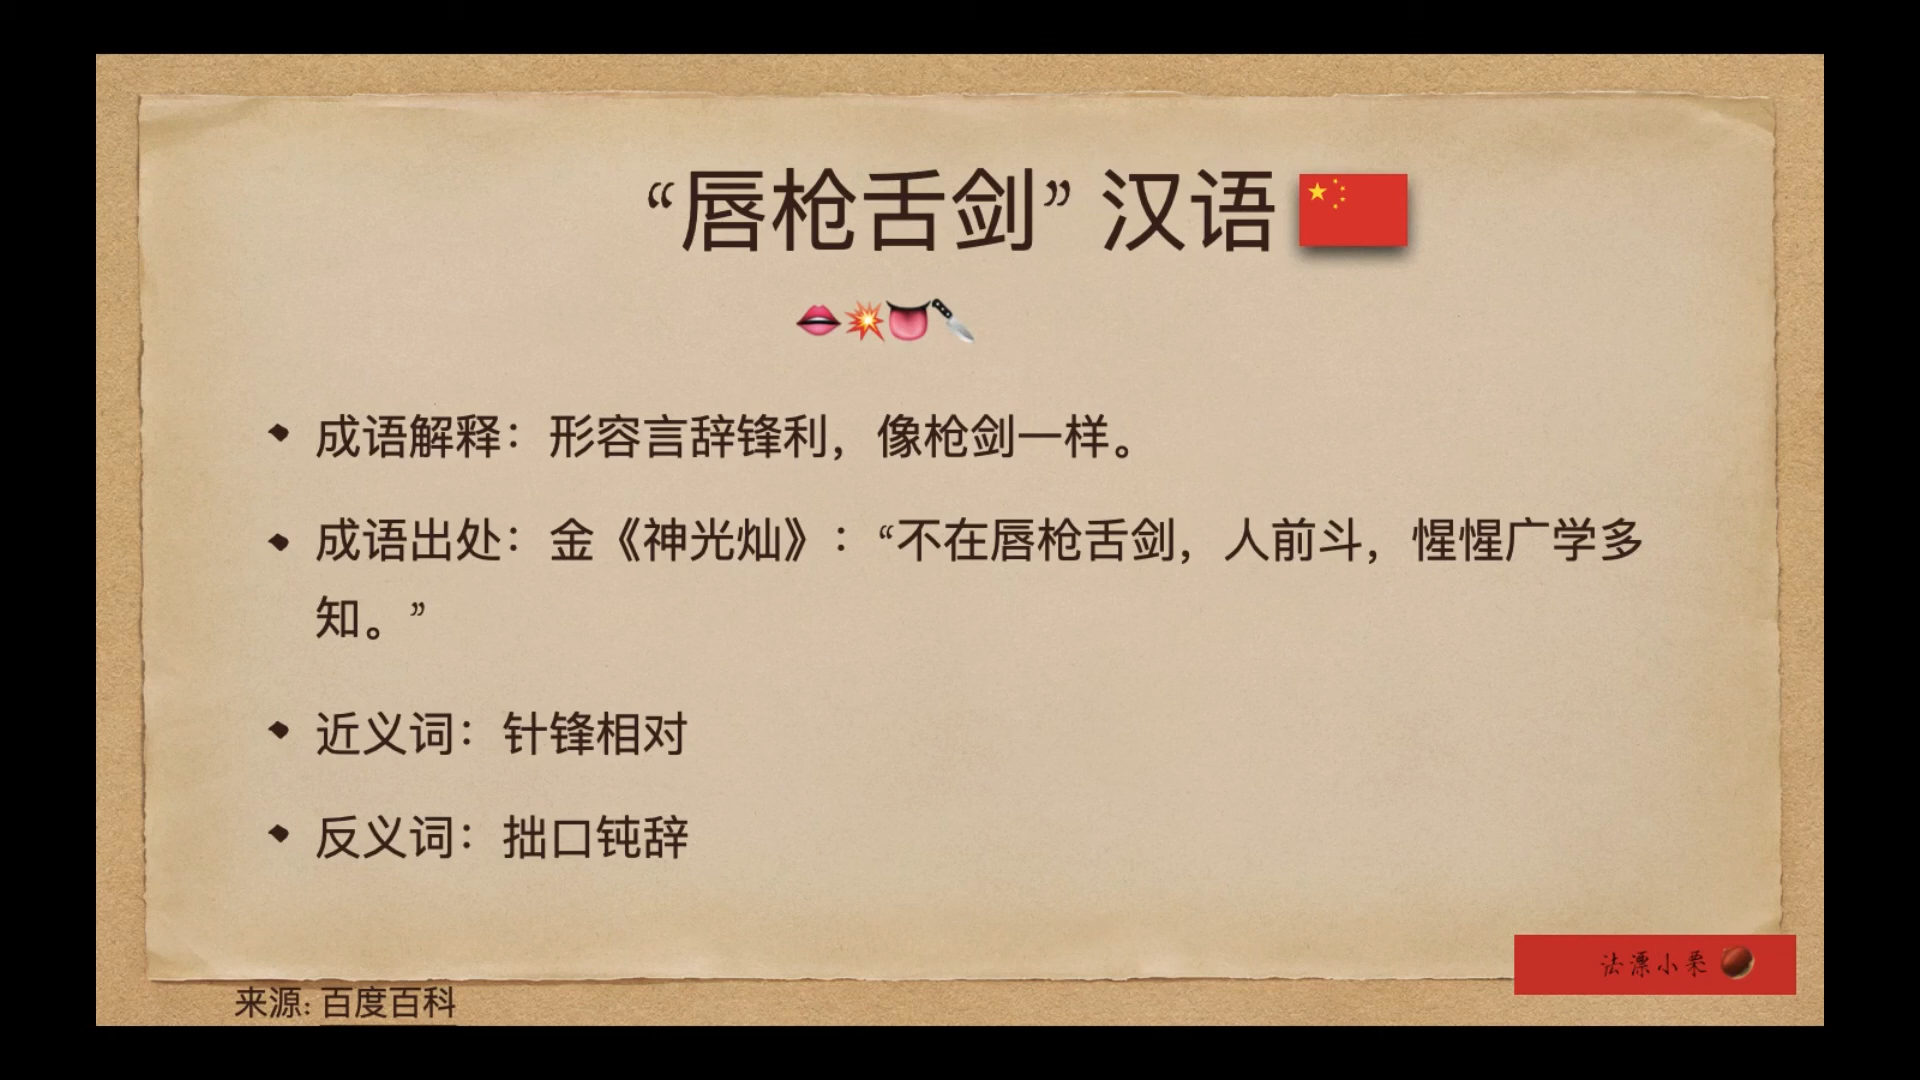 “唇枪舌剑” 汉语
成语解释：形容言辞锋利，像枪剑一样。
成语出处：金《神光灿》：“不在唇枪舌剑，人前斗，惺惺广学多
知。”
近义词：针锋相对
反义词：拙口钝辞
法漂小栗
来源: 百度百科